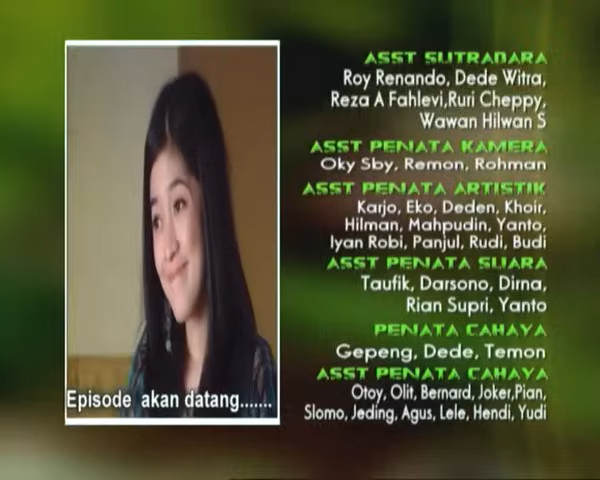 ASST SUTRADARA
Roy Renando, Dede Witra,
Reza A Fahlevi,Ruri Cheppy,
Wawan Hilwan S
ASST PENATA KAMERA
Oky Sby, Remon, Rohman
ASST PENATA ARTISTIK
Karjo, Eko, Deden, Khoir,
Hilman, Mahpudin, Yanto,
Iyan Robi, Panjul, Rudi, Budi
ASST PENATA SUARA
Taufik, Darsono, Dirna,
Rian Supri, Yanto
PENATA CAHAYA
Gepeng, Dede, Temon
ASST PENATA CAHAYA
Otoy, Olit, Bernard, Joker,Pian,
Slomo, Jeding, Agus, Lele, Hendi, Yudi
Episode akan datang.......